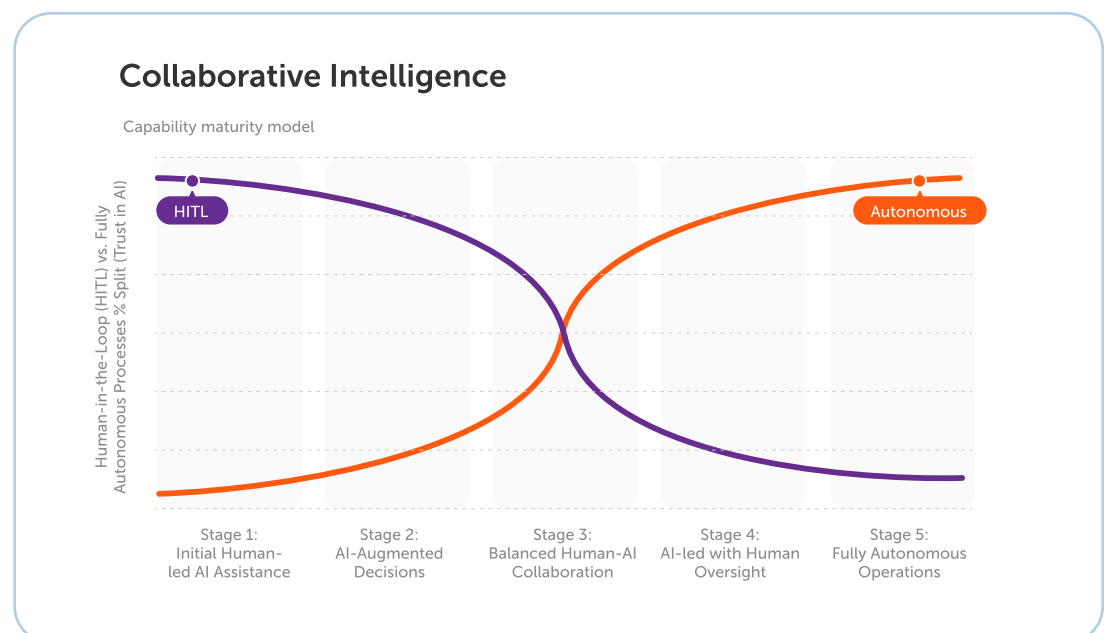 Collaborative Intelligence
Capability maturity model
Human-in-the-Loop (HITL) vs. Fully
Autonomous Processes % Split (Trust in AI)
HITL
Autonomous
Stage 1:
Initial Human-
led AI Assistance
Stage 2:
AI-Augmented
Decisions
Stage 3:
Balanced Human-AI
Collaboration
Stage 4:
AI-led with Human
Oversight
Stage 5:
Fully Autonomous
Operations